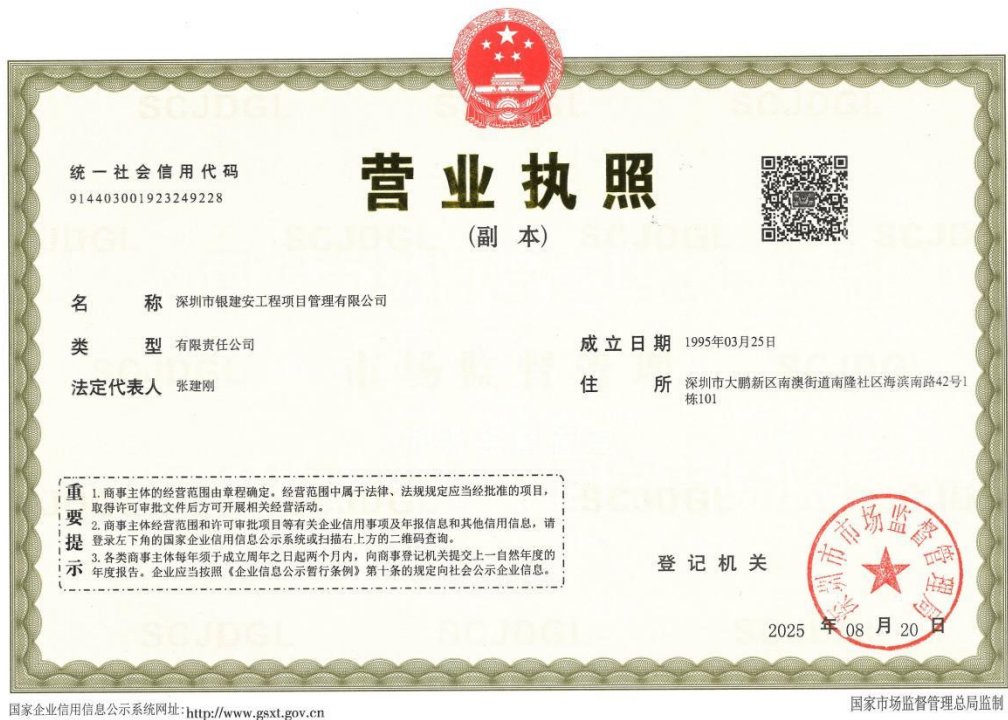 统一社会信用代码
914403001923249228
营业执照
(副 本)
名 称 深圳市银建安工程项目管理有限公司
类 型 有限责任公司
法定代表人 张建刚
成立日期 1995年03月25日
住 所 深圳市大鹏新区南澳街道南隆社区海滨南路42号1
栋101
重要提示
1.商事主体的经营范围由章程确定。经营范围中属于法律、法规规定应当经批准的项目,
取得许可审批文件后方可开展相关经营活动。
2.商事主体经营范围和许可审批项目等有关企业信用事项及年报信息和其他信用信息,请
登录左下角的国家企业信用信息公示系统或扫描右上方的二维码查询。
3.各类商事主体每年须于成立周年之日起两个月内,向商事登记机关提交上一自然年度的
年度报告。企业应当按照《企业信息公示暂行条例》第十条的规定向社会公示企业信息。
登记机关
深圳市市场监督管理局
2025 年 08 月 20 日
国家企业信用信息公示系统网址:http://www.gsxt.gov.cn
国家市场监督管理总局监制
SCJDGL